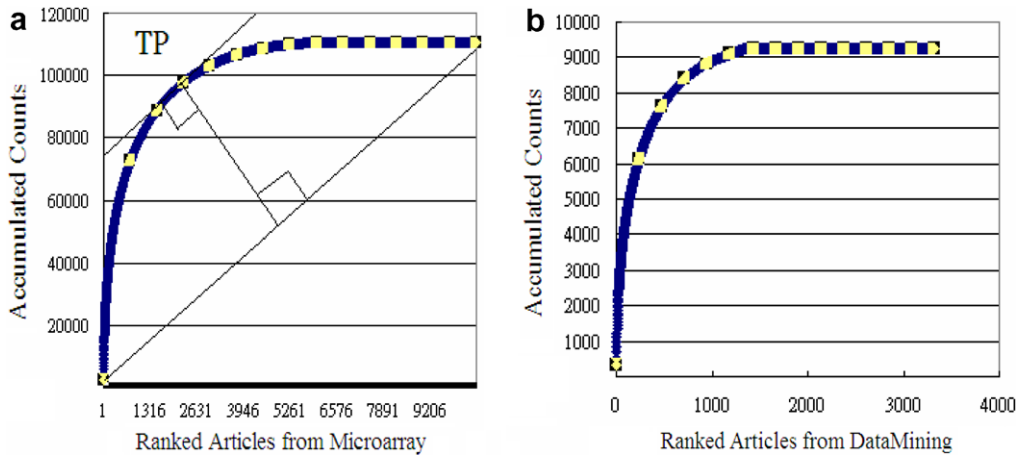 a
TP
120000
100000
80000
60000
40000
20000
Accumulated Counts
1 1316 2631 3946 5261 6576 7891 9206
Ranked Articles from Microarray
b
10000
9000
8000
7000
6000
5000
4000
3000
2000
1000
Accumulated Counts
0 1000 2000 3000 4000
Ranked Articles from DataMining